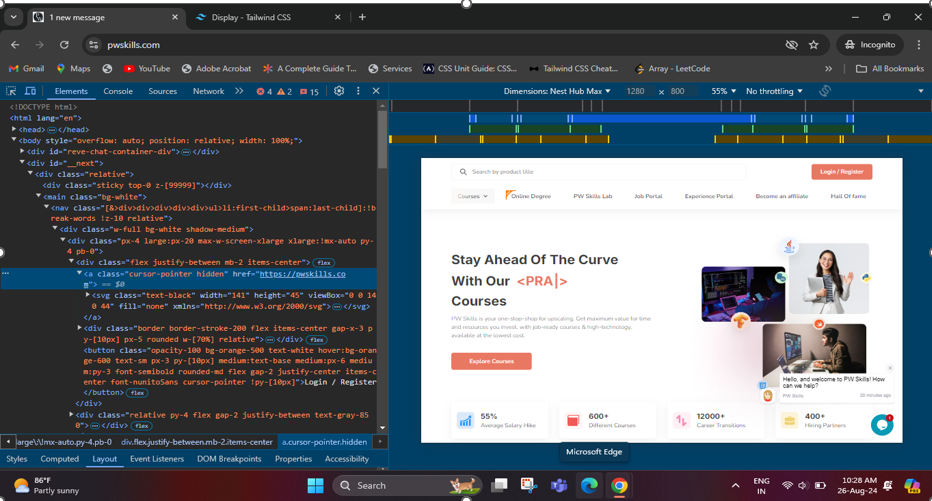 1 new message
Display - Tailwind CSS
pwskills.com
Incognito
Gmail
Maps
YouTube
Adobe Acrobat
A Complete Guide T...
Services
CSS Unit Guide: CSS...
Tailwind CSS Cheat...
Array - LeetCode
All Bookmarks
Elements Console Sources Network 4 2 15
Dimensions: Nest Hub Max 1280 × 800 55% No throttling
<!DOCTYPE html>
<html lang="en">
<head> </head>
<body style="overflow: auto; position: relative; width: 100%;">
<div id="reve-chat-container-div"> </div>
<div id="__next">
<div class="relative">
<div class="sticky top-0 z-[99999]"></div>
<main class="bg-white">
<nav class="[&>div>div>div>div>div>ul>li:first-child>span:last-child]:!b
reak-words !z-10 relative">
<div class="w-full bg-white shadow-medium">
<div class="px-4 large:px-20 max-w-screen-xlarge xlarge:!mx-auto py-
4 pb-0">
<div class="flex justify-between mb-2 items-center"> flex
<a class="cursor-pointer hidden" href="https://pwskills.co
m"> == $0
<svg class="text-black" width="141" height="45" viewBox="0 0 14
0 44" fill="none" xmlns="http://www.w3.org/2000/svg"> </svg>
</a>
<div class="border border-stroke-200 flex items-center gap-x-3 p
y-[10px] px-5 rounded w-[70%] relative"> </div> flex
<button class="opacity-100 bg-orange-500 text-white hover:bg-oran
ge-600 text-sm px-3 py-[10px] medium:text-base medium:px-6 mediu
m:py-3 font-semibold rounded-md flex gap-2 justify-center items-c
enter font-nunitoSans cursor-pointer !py-[10px]">Login / Register
</button> flex
</div>
<div class="relative py-4 flex gap-2 justify-between text-gray-85
0"> </div> flex
</div>
arge\:\!mx-auto.py-4.pb-0 div.flex.justify-between.mb-2.items-center a.cursor-pointer.hidden
Styles Computed Layout Event Listeners DOM Breakpoints Properties Accessibility
Search by product title
Login / Register
Courses Online Degree PW Skills Lab Job Portal Experience Portal Become an affiliate Hall Of fame
Stay Ahead Of The Curve
With Our <PRA|>
Courses
PW Skills is your one-stop-shop for upscaling. Get maximum value for time
and resources you invest, with job-ready courses & high-technology,
available at the lowest cost.
Explore Courses
Hello, and welcome to PW Skills! How
can we help?
PW Skills 20 minutes ago
55%
Average Salary Hike
600+
Different Courses
12000+
Career Transitions
400+
Hiring Partners
1
Microsoft Edge
86°F
Partly sunny
Search
ENG
IN
10:28 AM
26-Aug-24